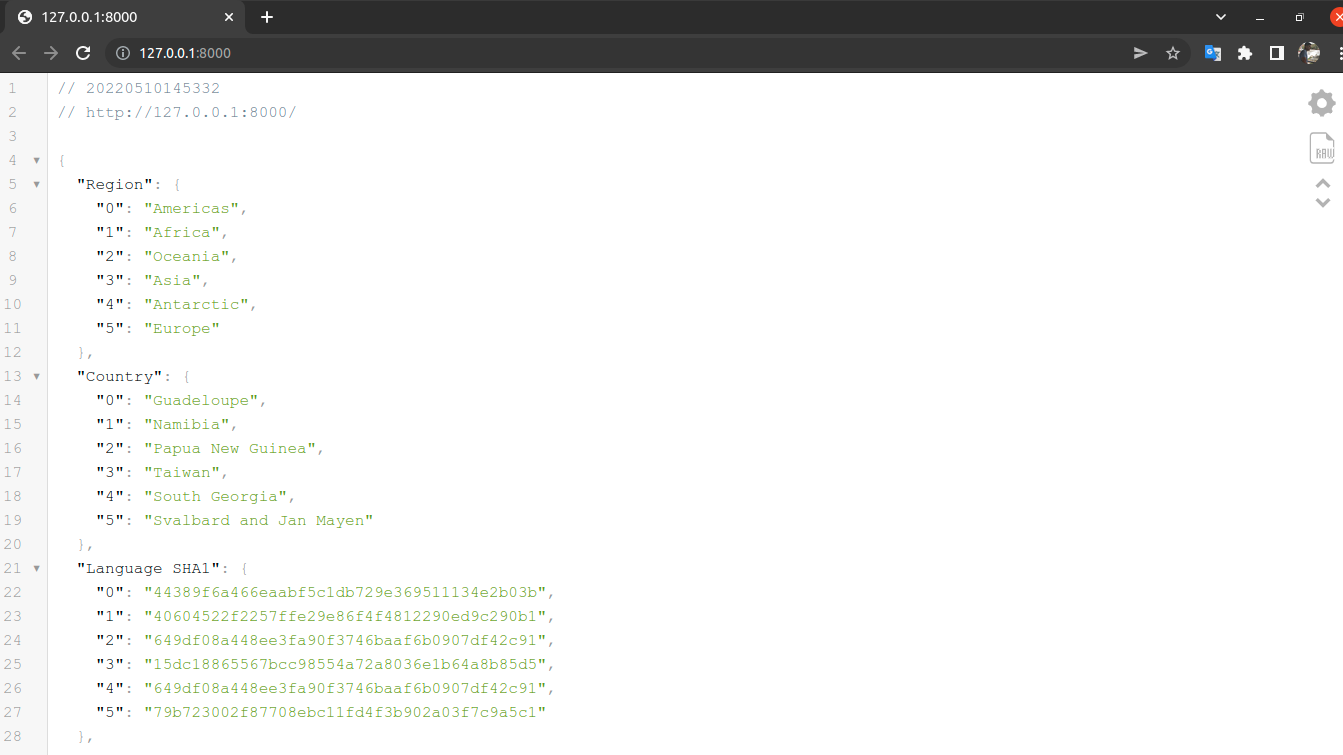 127.0.0.1:8000
127.0.0.1:8000
1 // 20220510145332
2 // http://127.0.0.1:8000/
3
4 {
5 "Region": {
6 "0": "Americas",
7 "1": "Africa",
8 "2": "Oceania",
9 "3": "Asia",
10 "4": "Antarctic",
11 "5": "Europe"
12 },
13 "Country": {
14 "0": "Guadeloupe",
15 "1": "Namibia",
16 "2": "Papua New Guinea",
17 "3": "Taiwan",
18 "4": "South Georgia",
19 "5": "Svalbard and Jan Mayen"
20 },
21 "Language SHA1": {
22 "0": "44389f6a466eaabf5c1db729e369511134e2b03b",
23 "1": "40604522f2257ffe29e86f4f4812290ed9c290b1",
24 "2": "649df08a448ee3fa90f3746baaf6b0907df42c91",
25 "3": "15dc18865567bcc98554a72a8036e1b64a8b85d5",
26 "4": "649df08a448ee3fa90f3746baaf6b0907df42c91",
27 "5": "79b723002f87708ebc11fd4f3b902a03f7c9a5c1"
28 },
RAW